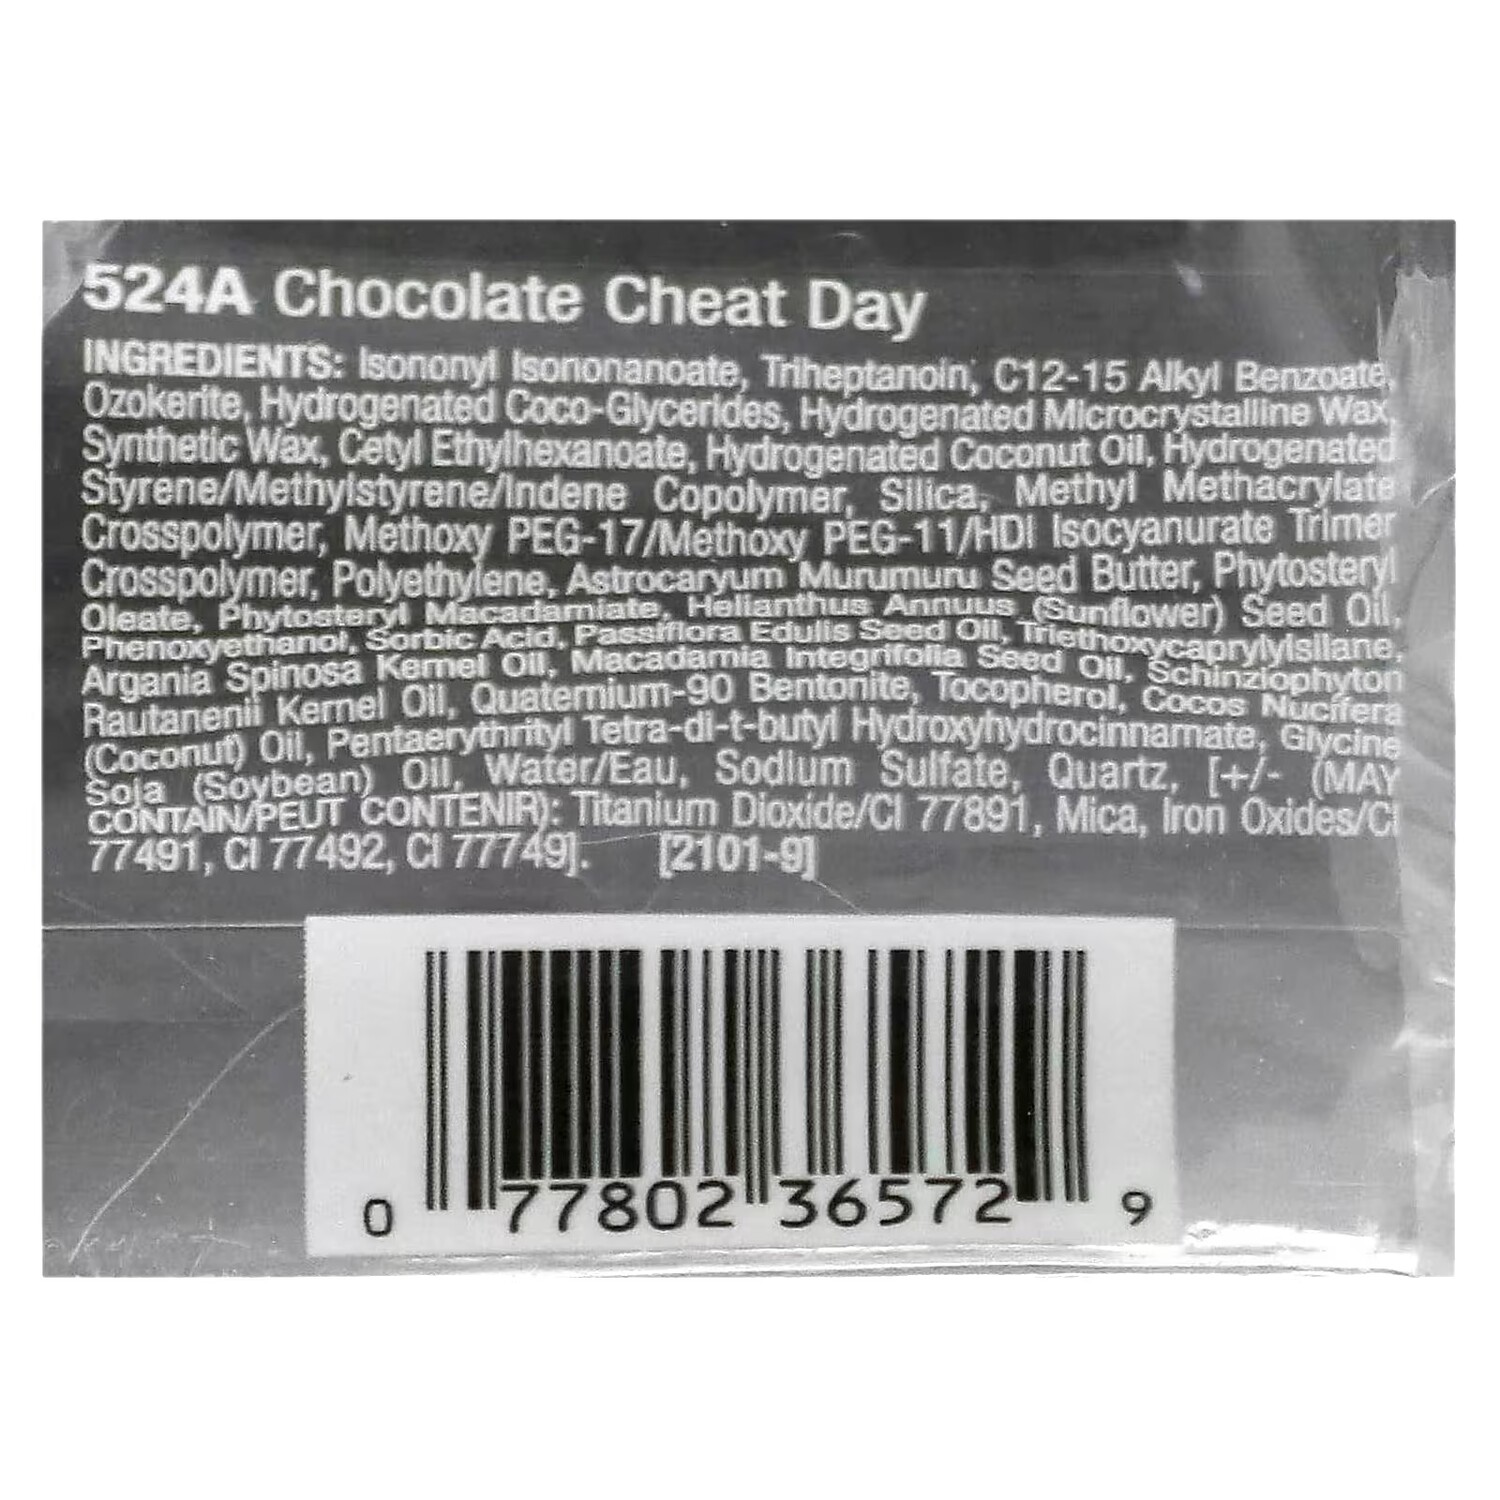 524A Chocolate Cheat Day
INGREDIENTS: Isononyl Isononanoate, Triheptanoin, C12-15 Alkyl Benzoate,
Ozokerite, Hydrogenated Coco-Glycerides, Hydrogenated Microcrystalline Wax,
Synthetic Wax, Cetyl Ethylhexanoate, Hydrogenated Coconut Oil, Hydrogenated
Styrene/Methylstyrene/Indene Copolymer, Silica, Methyl Methacrylate
Crosspolymer, Methoxy PEG-17/Methoxy PEG-11/HDI Isocyanurate Trimer
Crosspolymer, Polyethylene, Astrocaryum Murumuru Seed Butter, Phytosteryl
Oleate, Phytosteryl Macadamiate, Helianthus Annuus (Sunflower) Seed Oil,
Phenoxyethanol, Sorbic Acid, Passiflora Edulis Seed Oil, Triethoxycaprylylsilane,
Argania Spinosa Kernel Oil, Macadamia Integrifolia Seed Oil, Schinziophyton
Rautanenii Kernel Oil, Quaternium-90 Bentonite, Tocopherol, Cocos Nucifera
(Coconut) Oil, Pentaerythrityl Tetra-di-t-butyl Hydroxyhydrocinnamate, Glycine
Soja (Soybean) Oil, Water/Eau, Sodium Sulfate, Quartz, [+/- (MAY
CONTAIN/PEUT CONTENIR): Titanium Dioxide/CI 77891, Mica, Iron Oxides/CI
77491, CI 77492, CI 77749]. [2101-9]
0 77802 36572 9